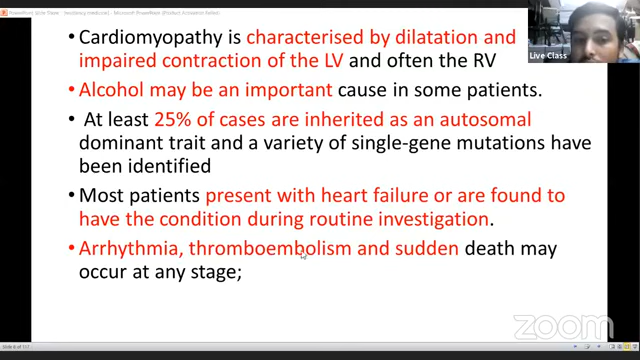 PowerPoint Slide Show - [respiratory medicine] - Microsoft PowerPoint (Product Activation Failed)
Live Class
• Cardiomyopathy is characterised by dilatation and
impaired contraction of the LV and often the RV
• Alcohol may be an important cause in some patients.
• At least 25% of cases are inherited as an autosomal
dominant trait and a variety of single-gene mutations have
been identified
• Most patients present with heart failure or are found to
have the condition during routine investigation.
• Arrhythmia, thromboembolism and sudden death may
occur at any stage;
zoom